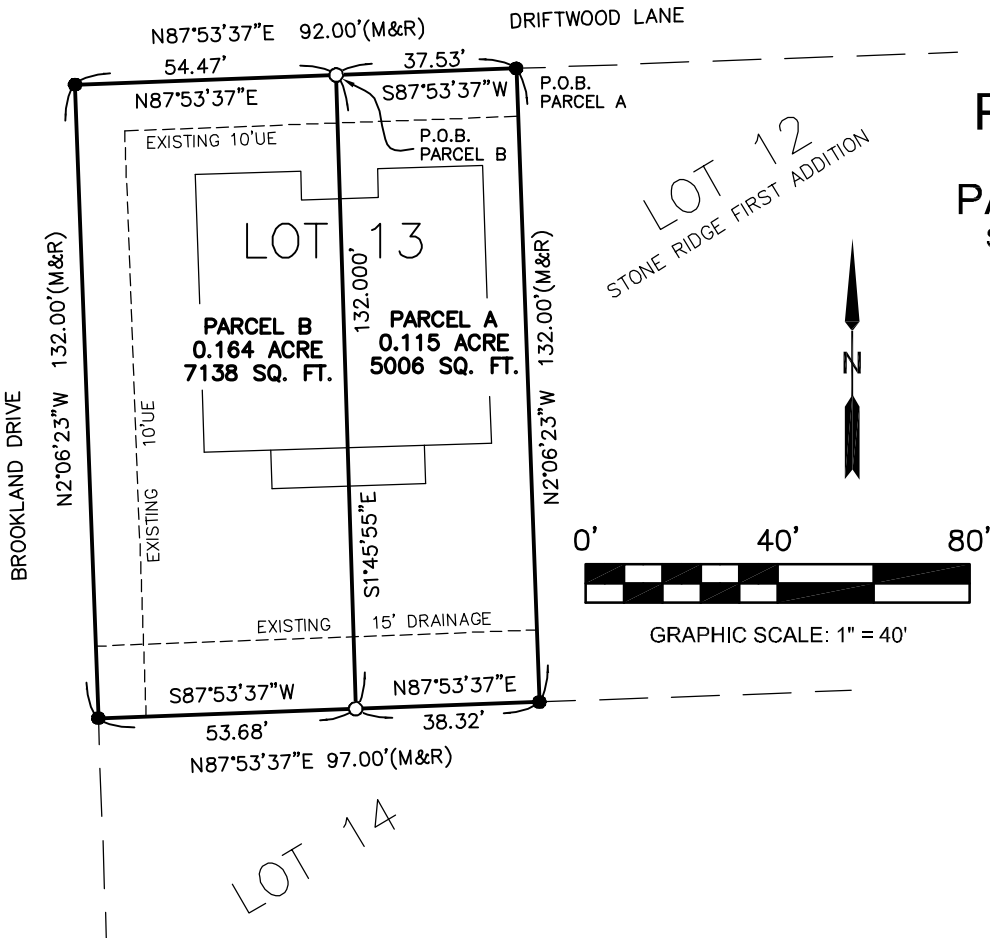 DRIFTWOOD LANE
N87°53'37"E 92.00'(M&R)
54.47'
37.53'
N87°53'37"E
S87°53'37"W
P.O.B.
PARCEL A
EXISTING 10'UE
P.O.B.
PARCEL B
LOT 12
STONE RIDGE FIRST ADDITION
LOT 13
132.000'
N2°06'23"W 132.00'(M&R)
N2°06'23"W 132.00'(M&R)
PARCEL B
0.164 ACRE
7138 SQ. FT.
PARCEL A
0.115 ACRE
5006 SQ. FT.
N
BROOKLAND DRIVE
EXISTING 10'UE
S1°45'55"E
0' 40' 80'
GRAPHIC SCALE: 1" = 40'
EXISTING 15' DRAINAGE
S87°53'37"W
N87°53'37"E
53.68'
38.32'
N87°53'37"E 97.00'(M&R)
LOT 14